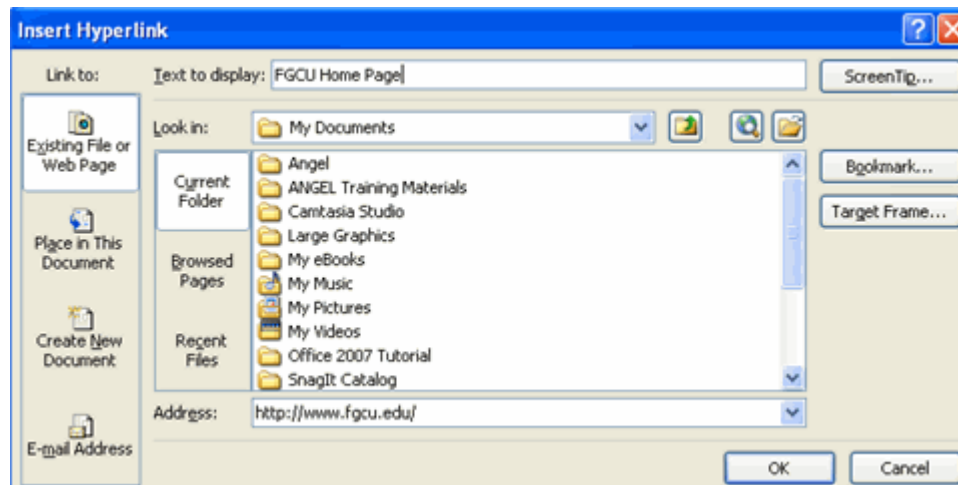 Insert Hyperlink
Link to:
Text to display: FGCU Home Page
ScreenTip...
Existing File or
Web Page
Place in This
Document
Create New
Document
E-mail Address
Look in: My Documents
Current
Folder
Browsed
Pages
Recent
Files
Angel
ANGEL Training Materials
Camtasia Studio
Large Graphics
My eBooks
My Music
My Pictures
My Videos
Office 2007 Tutorial
SnagIt Catalog
Bookmark...
Target Frame...
Address: http://www.fgcu.edu/
OK
Cancel